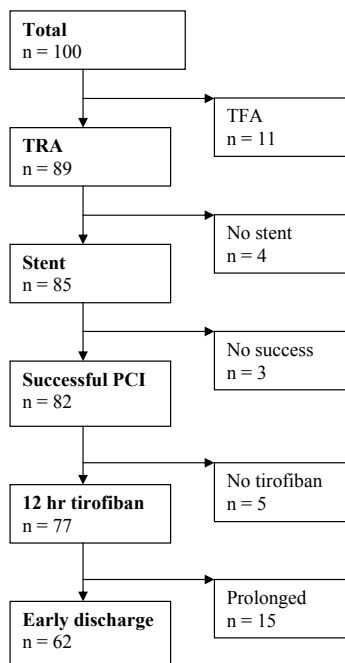 Total
n = 100
TFA
n = 11
TRA
n = 89
No stent
n = 4
Stent
n = 85
No success
n = 3
Successful PCI
n = 82
No tirofiban
n = 5
12 hr tirofiban
n = 77
Prolonged
n = 15
Early discharge
n = 62